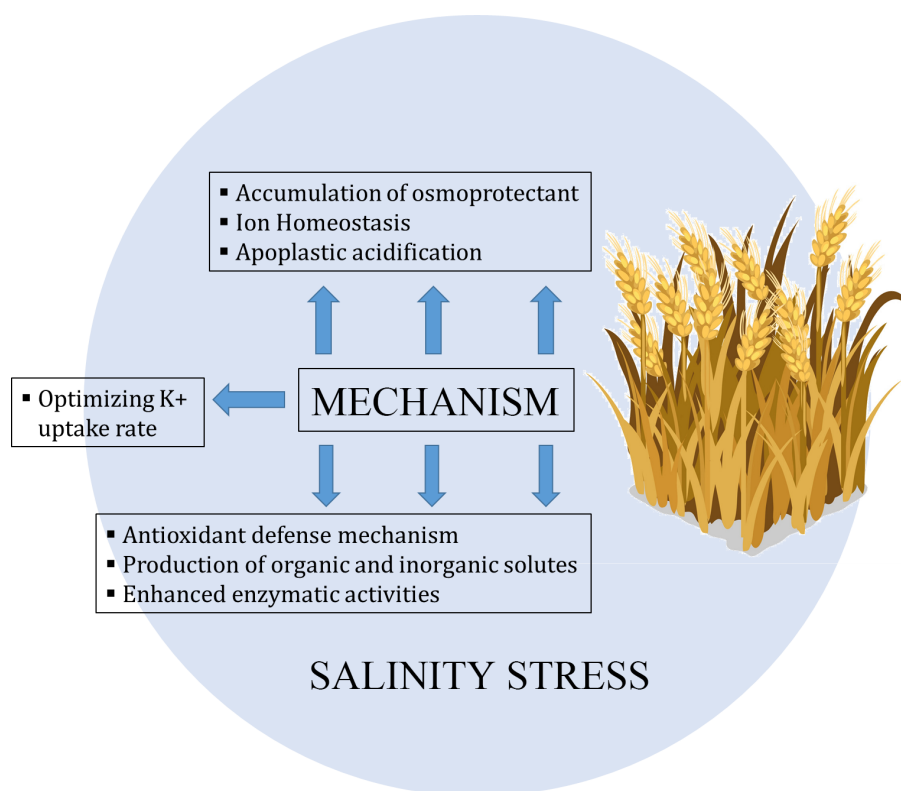 ▪ Accumulation of osmoprotectant
▪ Ion Homeostasis
▪ Apoplastic acidification
MECHANISM
▪ Optimizing K+
uptake rate
▪ Antioxidant defense mechanism
▪ Production of organic and inorganic solutes
▪ Enhanced enzymatic activities
SALINITY STRESS